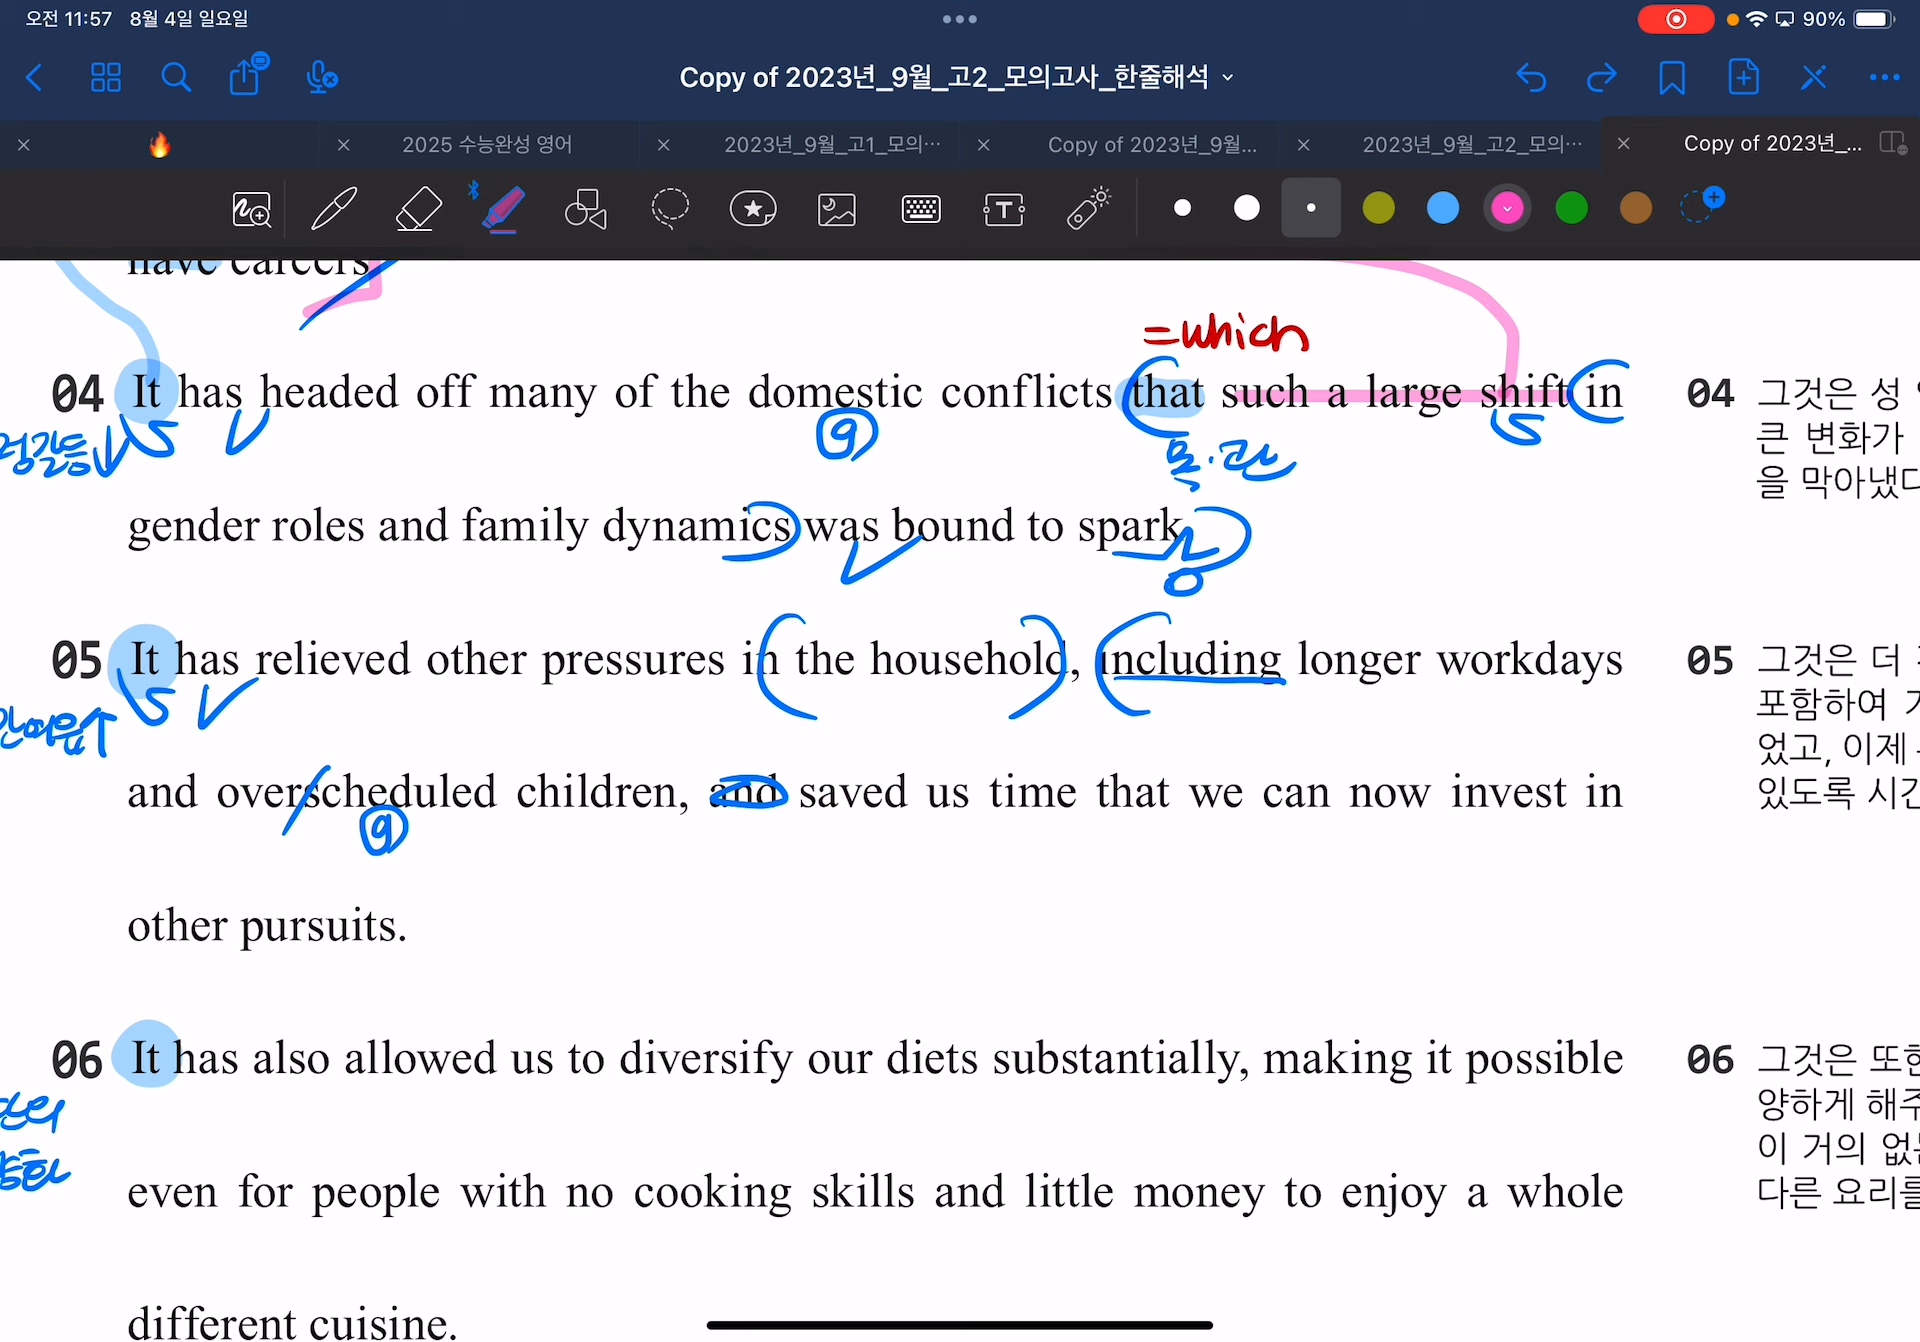 오전 11:57 8월 4일 일요일
90%
Copy of 2023년_9월_고2_모의고사_한줄해석
2025 수능완성 영어
2023년_9월_고1_모의…
Copy of 2023년_9월...
2023년_9월_고2_모의…
Copy of 2023년_...
have careers
=which
04 It has headed off many of the domestic conflicts that such a large shift in
S V g S
목·관
gender roles and family dynamics was bound to spark.
V
05 It has relieved other pressures in the household, including longer workdays
S V
and overscheduled children, and saved us time that we can now invest in
g
other pursuits.
06 It has also allowed us to diversify our diets substantially, making it possible
even for people with no cooking skills and little money to enjoy a whole
different cuisine.
04 그것은 성
큰 변화가
을 막아냈다
05 그것은 더
포함하여
었고, 이제
있도록 시간
06 그것은 또한
양하게 해주
이 거의 없는
다른 요리를